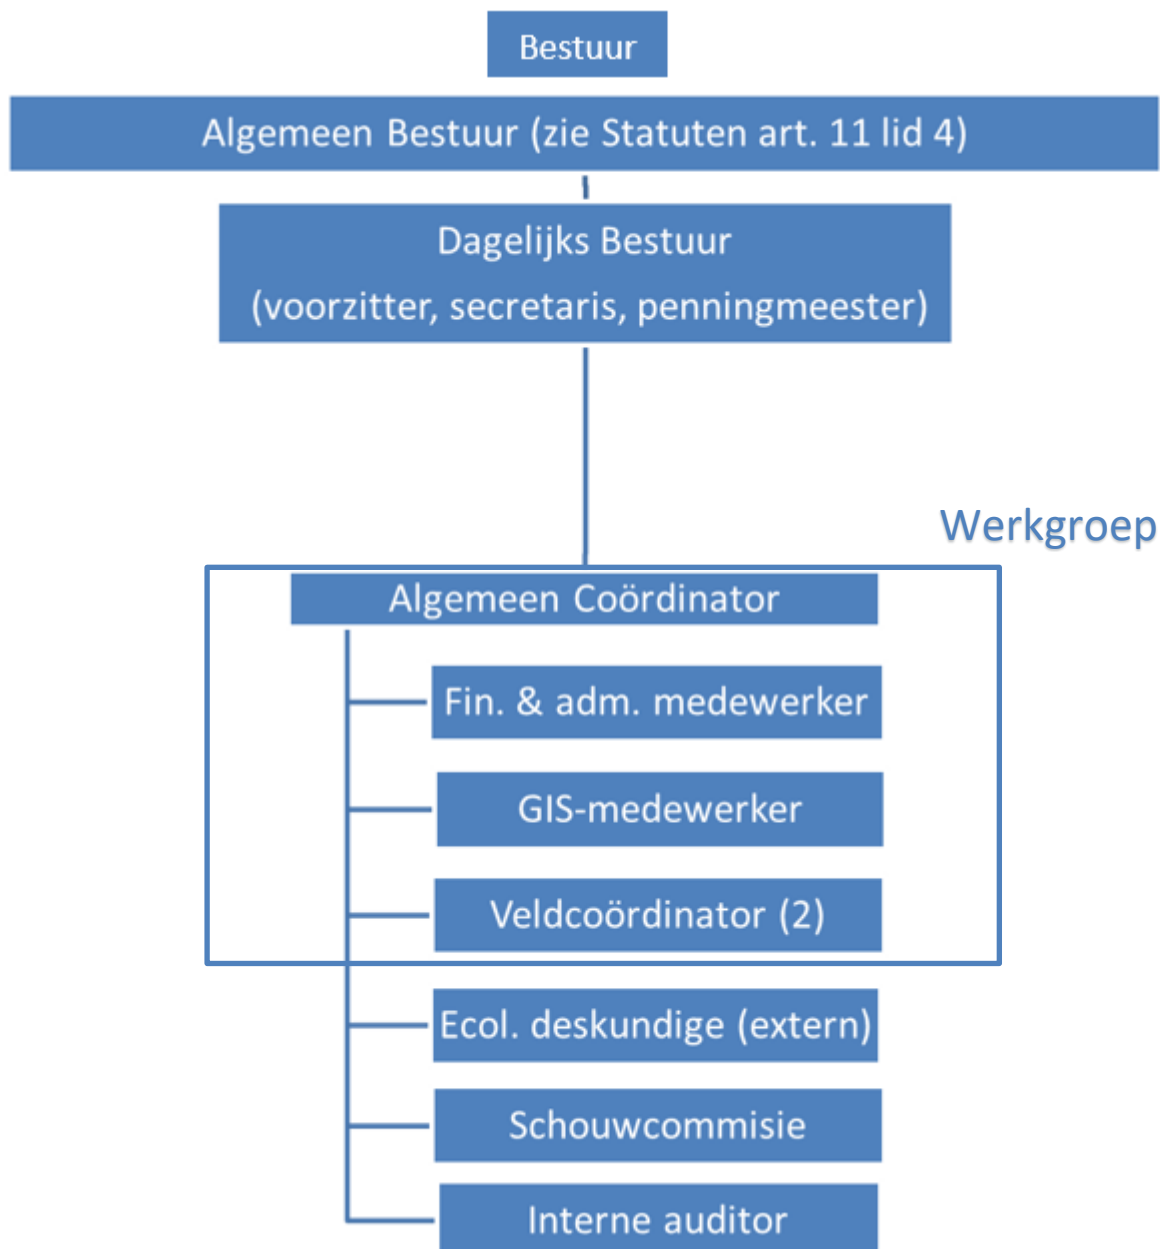 Bestuur
Algemeen Bestuur (zie Statuten art. 11 lid 4)
Dagelijks Bestuur
(voorzitter, secretaris, penningmeester)
Werkgroep
Algemeen Coördinator
Fin. & adm. medewerker
GIS-medewerker
Veldcoördinator (2)
Ecol. deskundige (extern)
Schouwcommisie
Interne auditor